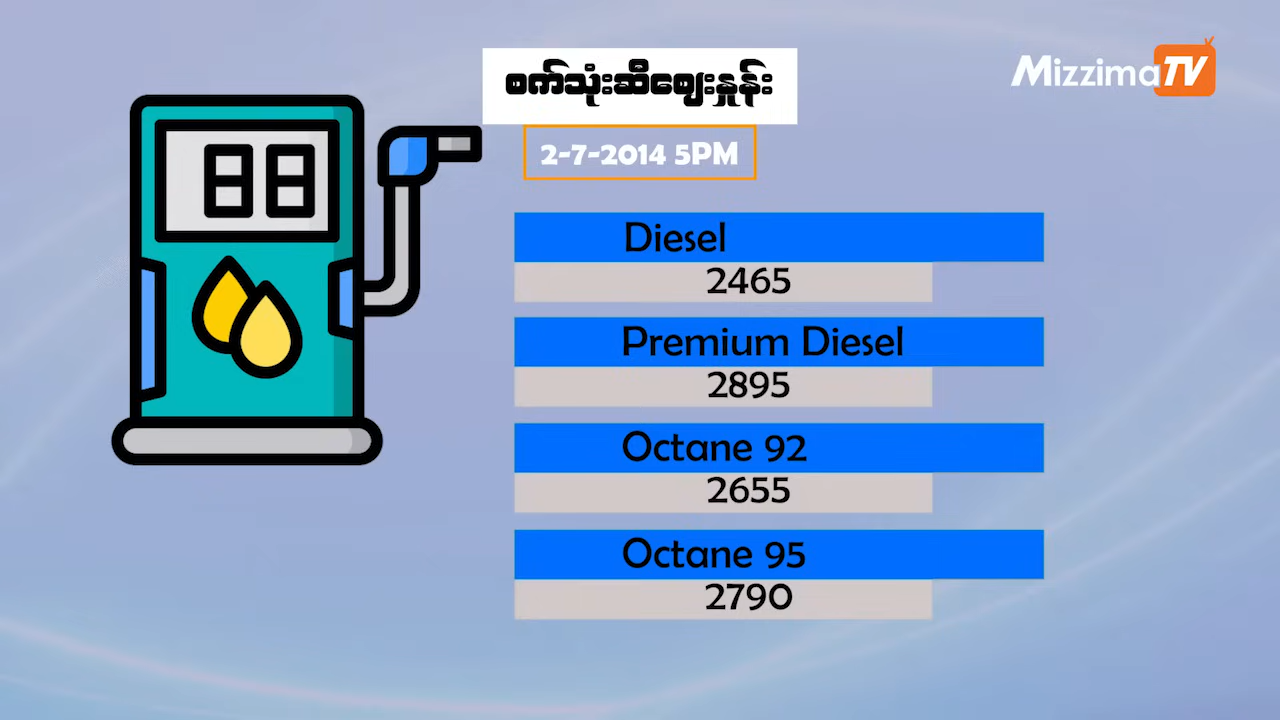 စက်သုံးဆီဈေးနှုန်း
MizzimaTV
2-7-2014 5PM
88
Diesel
2465
Premium Diesel
2895
Octane 92
2655
Octane 95
2790